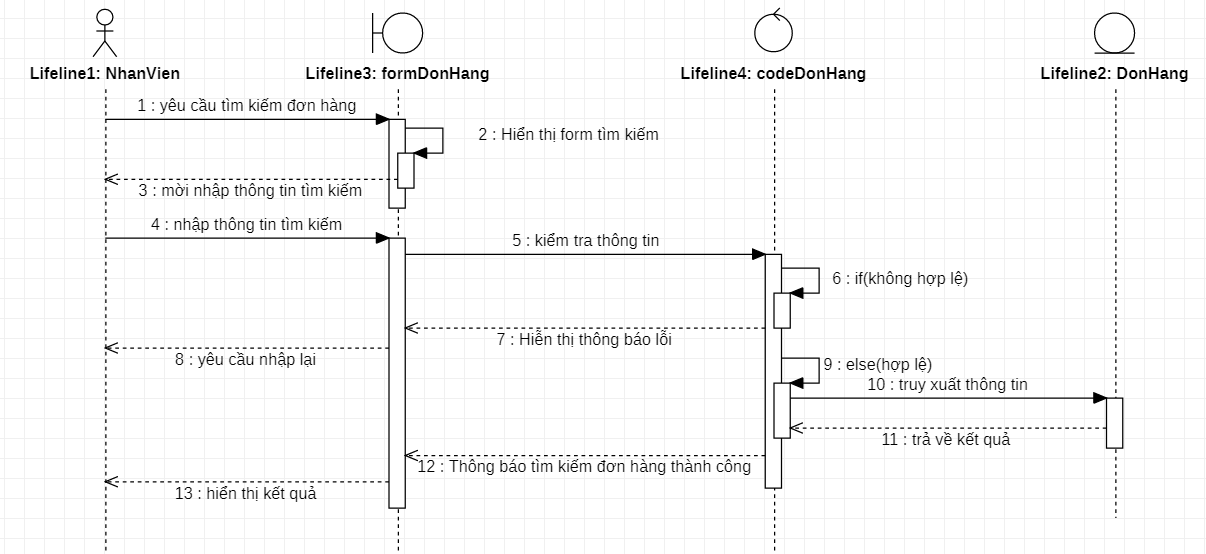 Lifeline1: NhanVien
Lifeline3: formDonHang
Lifeline4: codeDonHang
Lifeline2: DonHang
1 : yêu cầu tìm kiếm đơn hàng
2 : Hiển thị form tìm kiếm
3 : mời nhập thông tin tìm kiếm
4 : nhập thông tin tìm kiếm
5 : kiểm tra thông tin
6 : if(không hợp lệ)
7 : Hiễn thị thông báo lỗi
8 : yêu cầu nhập lại
9 : else(hợp lệ)
10 : truy xuất thông tin
11 : trả về kết quả
12 : Thông báo tìm kiếm đơn hàng thành công
13 : hiển thị kết quả